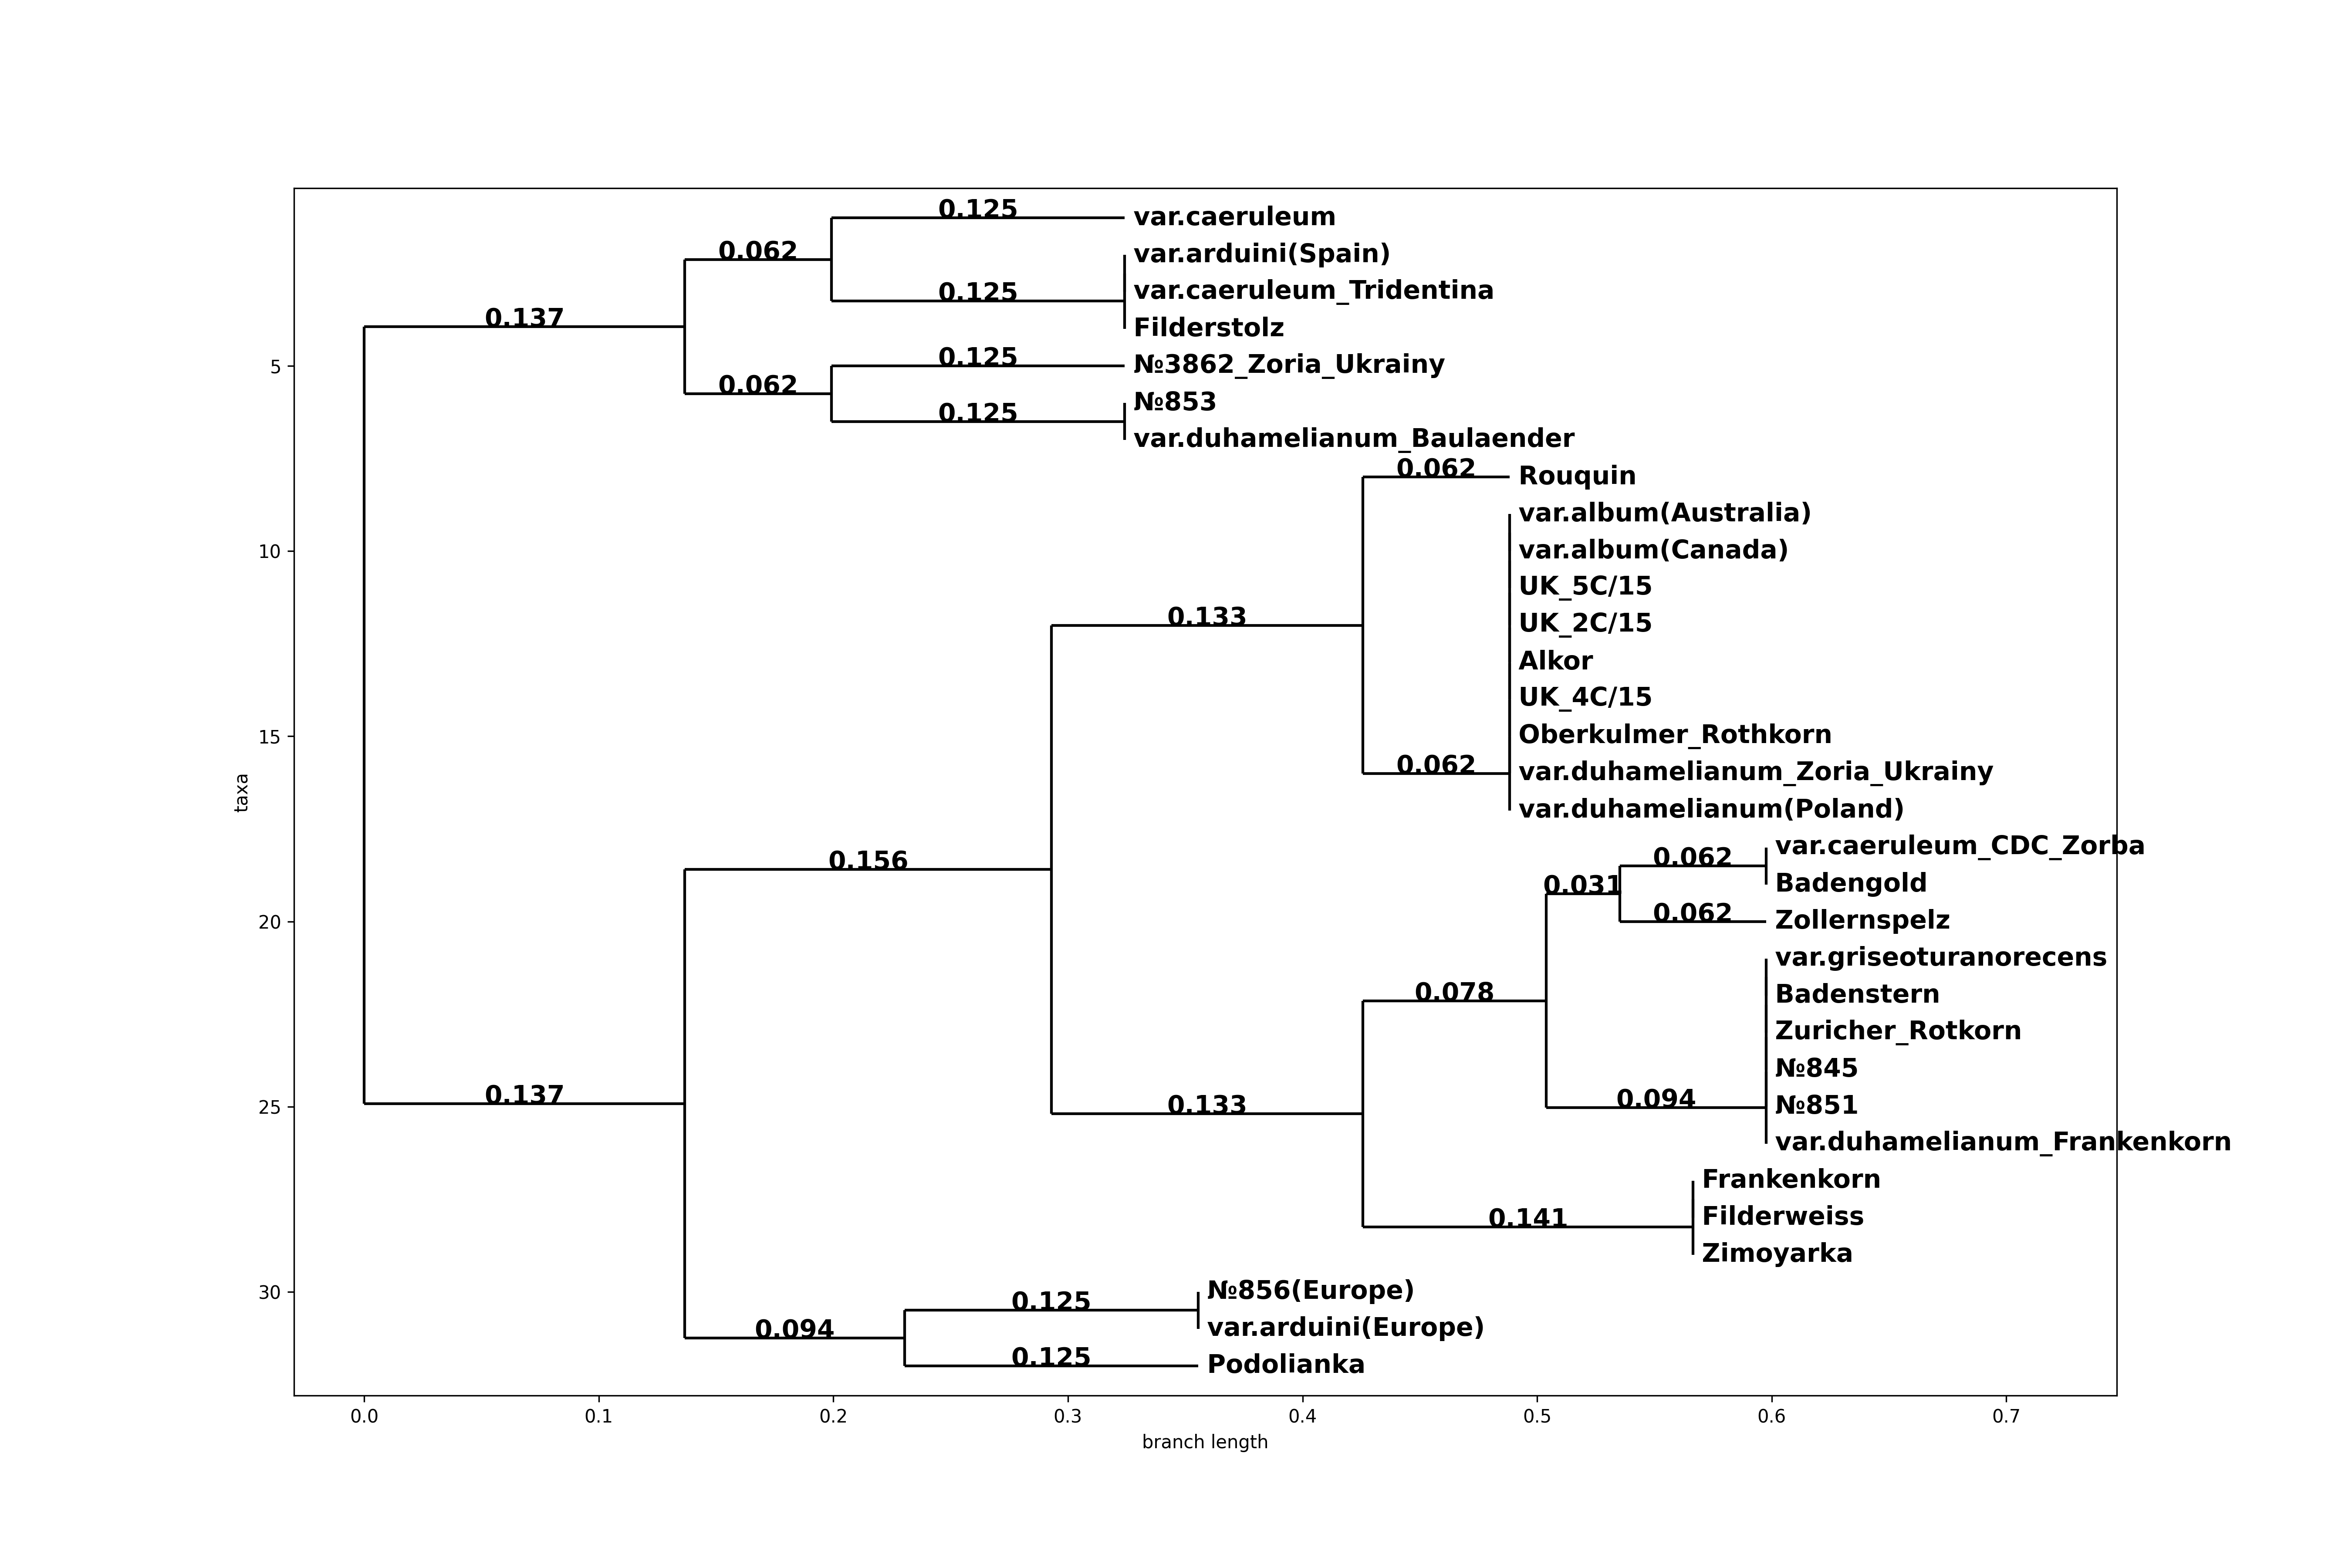 0.125 var.caeruleum
0.062 var.arduini(Spain)
0.125 var.caeruleum_Tridentina
0.137 Filderstolz
0.125 №3862_Zoria_Ukrainy
5
0.062 №853
0.125
var.duhamelianum_Baulaender
0.062 Rouquin
var.album(Australia)
10 var.album(Canada)
UK_5C/15
0.133 UK_2C/15
Alkor
UK_4C/15
15 Oberkulmer_Rothkorn
0.062 var.duhamelianum_Zoria_Ukrainy
taxa
var.duhamelianum(Poland)
var.caeruleum_CDC_Zorba
0.156 0.062
0.031 Badengold
20 0.062 Zollernspelz
var.griseoturanorecens
0.078 Badenstern
Zuricher_Rotkorn
№845
0.137 0.094
25 0.133 №851
var.duhamelianum_Frankenkorn
Frankenkorn
0.141 Filderweiss
Zimoyarka
30 №856(Europe)
0.125
0.094 var.arduini(Europe)
0.125 Podolianka
0.0 0.1 0.2 0.3 0.4 0.5 0.6 0.7
branch length